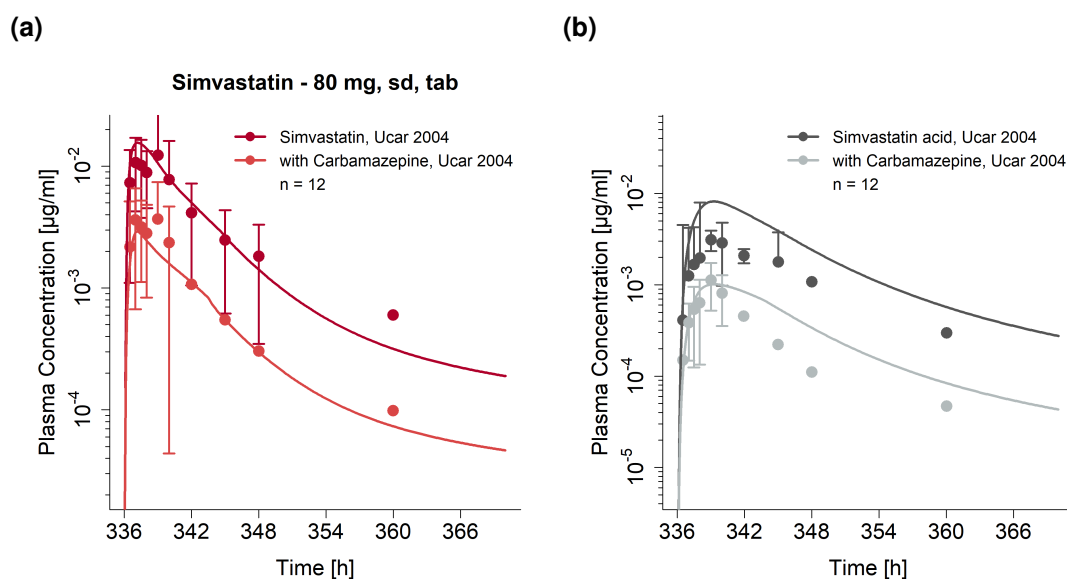 (a)
Simvastatin - 80 mg, sd, tab
Simvastatin, Ucar 2004
with Carbamazepine, Ucar 2004
n = 12
Plasma Concentration [µg/ml]
10⁻²
10⁻³
10⁻⁴
336 342 348 354 360 366
Time [h]
(b)
Simvastatin acid, Ucar 2004
with Carbamazepine, Ucar 2004
n = 12
Plasma Concentration [µg/ml]
10⁻²
10⁻³
10⁻⁴
10⁻⁵
336 342 348 354 360 366
Time [h]